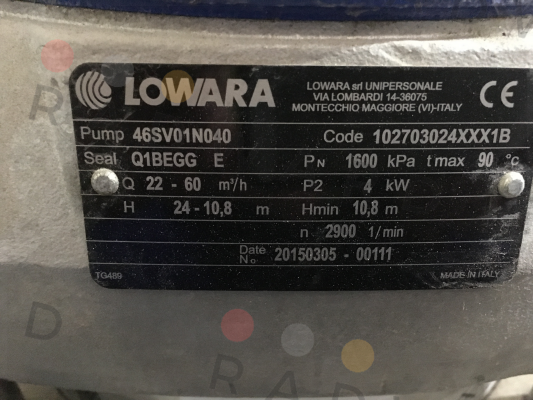 LOWARA
LOWARA srl UNIPERSONALE
VIA LOMBARDI 14-36075
MONTECCHIO MAGGIORE (VI)-ITALY
CE
Pump 46SV01N040 Code 102703024XXX1B
Seal Q1BEGG E PN 1600 kPa t max 90 °c
Q 22 - 60 m³/h P2 4 kW
H 24-10,8 m Hmin 10,8 m
n 2900 1/min
Date
No. 20150305 - 00111
TG489 MADE IN ITALY